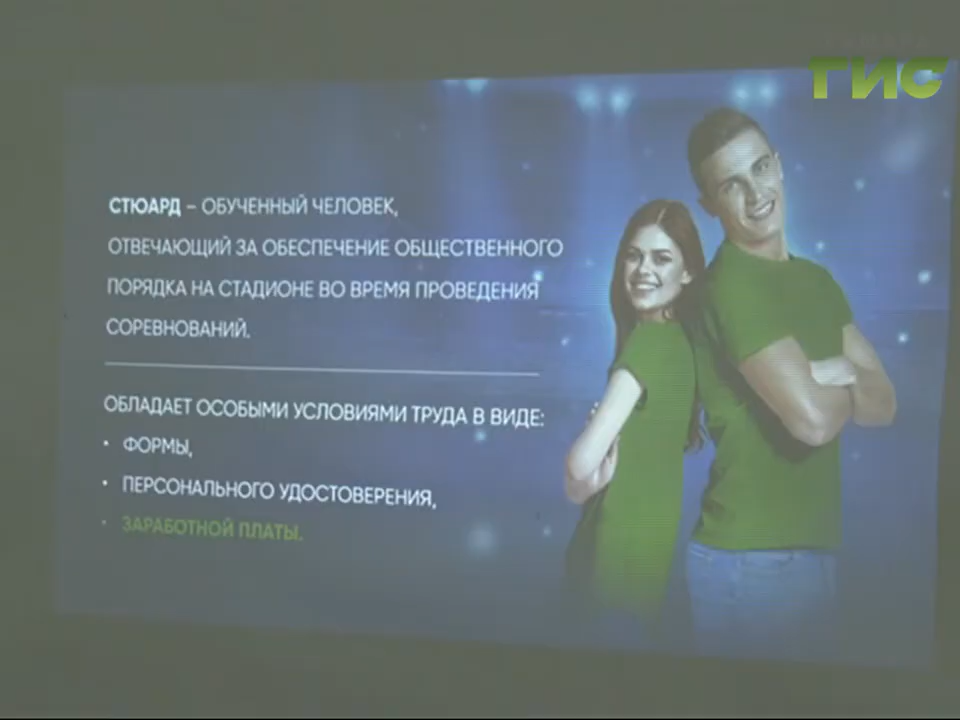 ГИС
СТЮАРД – ОБУЧЕННЫЙ ЧЕЛОВЕК,
ОТВЕЧАЮЩИЙ ЗА ОБЕСПЕЧЕНИЕ ОБЩЕСТВЕННОГО
ПОРЯДКА НА СТАДИОНЕ ВО ВРЕМЯ ПРОВЕДЕНИЯ
СОРЕВНОВАНИЙ.
ОБЛАДАЕТ ОСОБЫМИ УСЛОВИЯМИ ТРУДА В ВИДЕ:
• ФОРМЫ,
• ПЕРСОНАЛЬНОГО УДОСТОВЕРЕНИЯ,
• ЗАРАБОТНОЙ ПЛАТЫ.